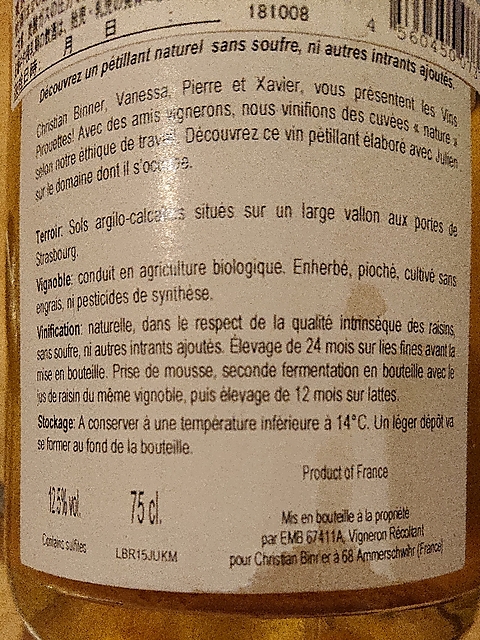 181008
月 日
4 560450
Découvrez un pétillant naturel sans soufre, ni autres intrants ajoutés.
Christian Binner, Vanessa, Pierre et Xavier, vous présentent les Vins
Pirouettes! Avec des amis vignerons, nous vinifions des cuvées « nature »
selon notre éthique de travail. Découvrez ce vin pétillant élaboré avec Julien
sur le domaine dont il s'occupe.
Terroir: Sols argilo-calcaires situés sur un large vallon aux portes de
Strasbourg.
Vignoble: conduit en agriculture biologique. Enherbé, pioché, cultivé sans
engrais, ni pesticides de synthèse.
Vinification: naturelle, dans le respect de la qualité intrinsèque des raisins,
sans soufre, ni autres intrants ajoutés. Élevage de 24 mois sur lies fines avant la
mise en bouteille. Prise de mousse, seconde fermentation en bouteille avec le
jus de raisin du même vignoble, puis élevage de 12 mois sur lattes.
Stockage: A conserver à une température inférieure à 14°C. Un léger dépôt va
se former au fond de la bouteille.
Product of France
12.5% vol. 75 cl.
Mis en bouteille à la propriété
Contains sulfites LBR15JUKM par EMB 67411A, Vigneron Récoltant
pour Christian Binner à 68 Ammerschwihr (France)